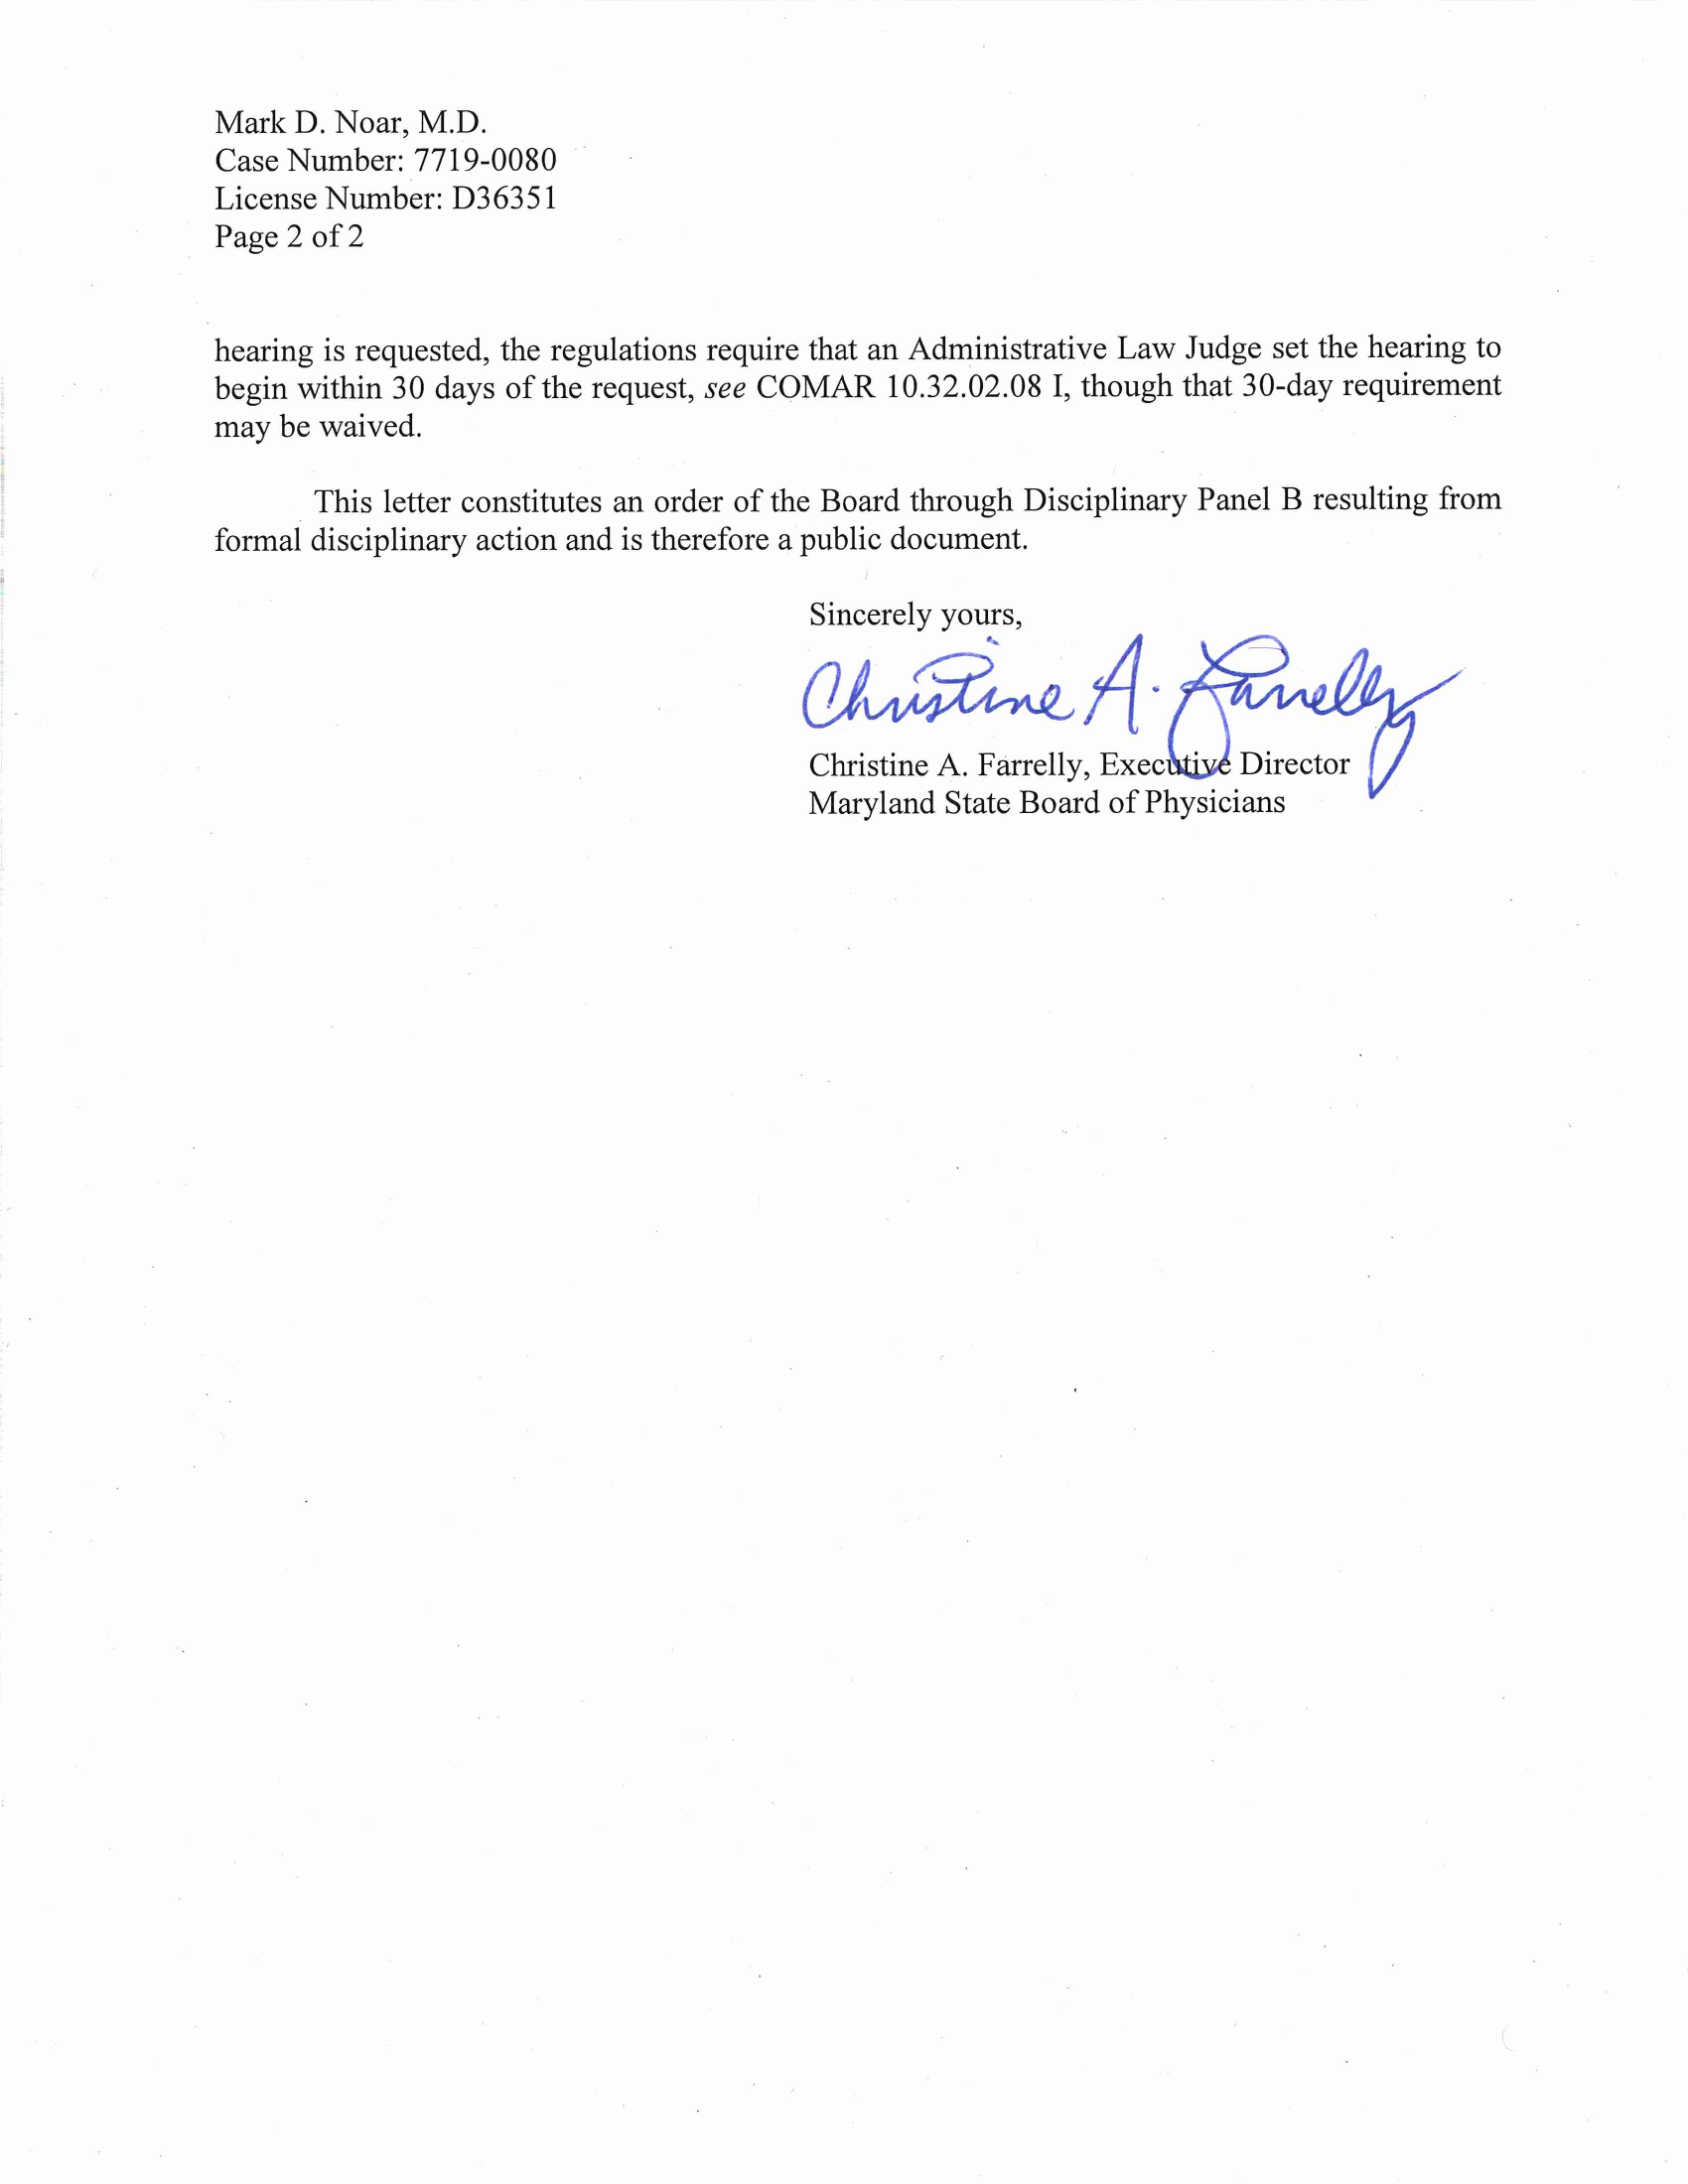 Mark D. Noar, M.D.
Case Number: 7719-0080
License Number: D36351
Page 2 of 2
hearing is requested, the regulations require that an Administrative Law Judge set the hearing to
begin within 30 days of the request, see COMAR 10.32.02.08 I, though that 30-day requirement
may be waived.
This letter constitutes an order of the Board through Disciplinary Panel B resulting from
formal disciplinary action and is therefore a public document.
Sincerely yours,
Christine A. Farrelly
Christine A. Farrelly, Executive Director
Maryland State Board of Physicians